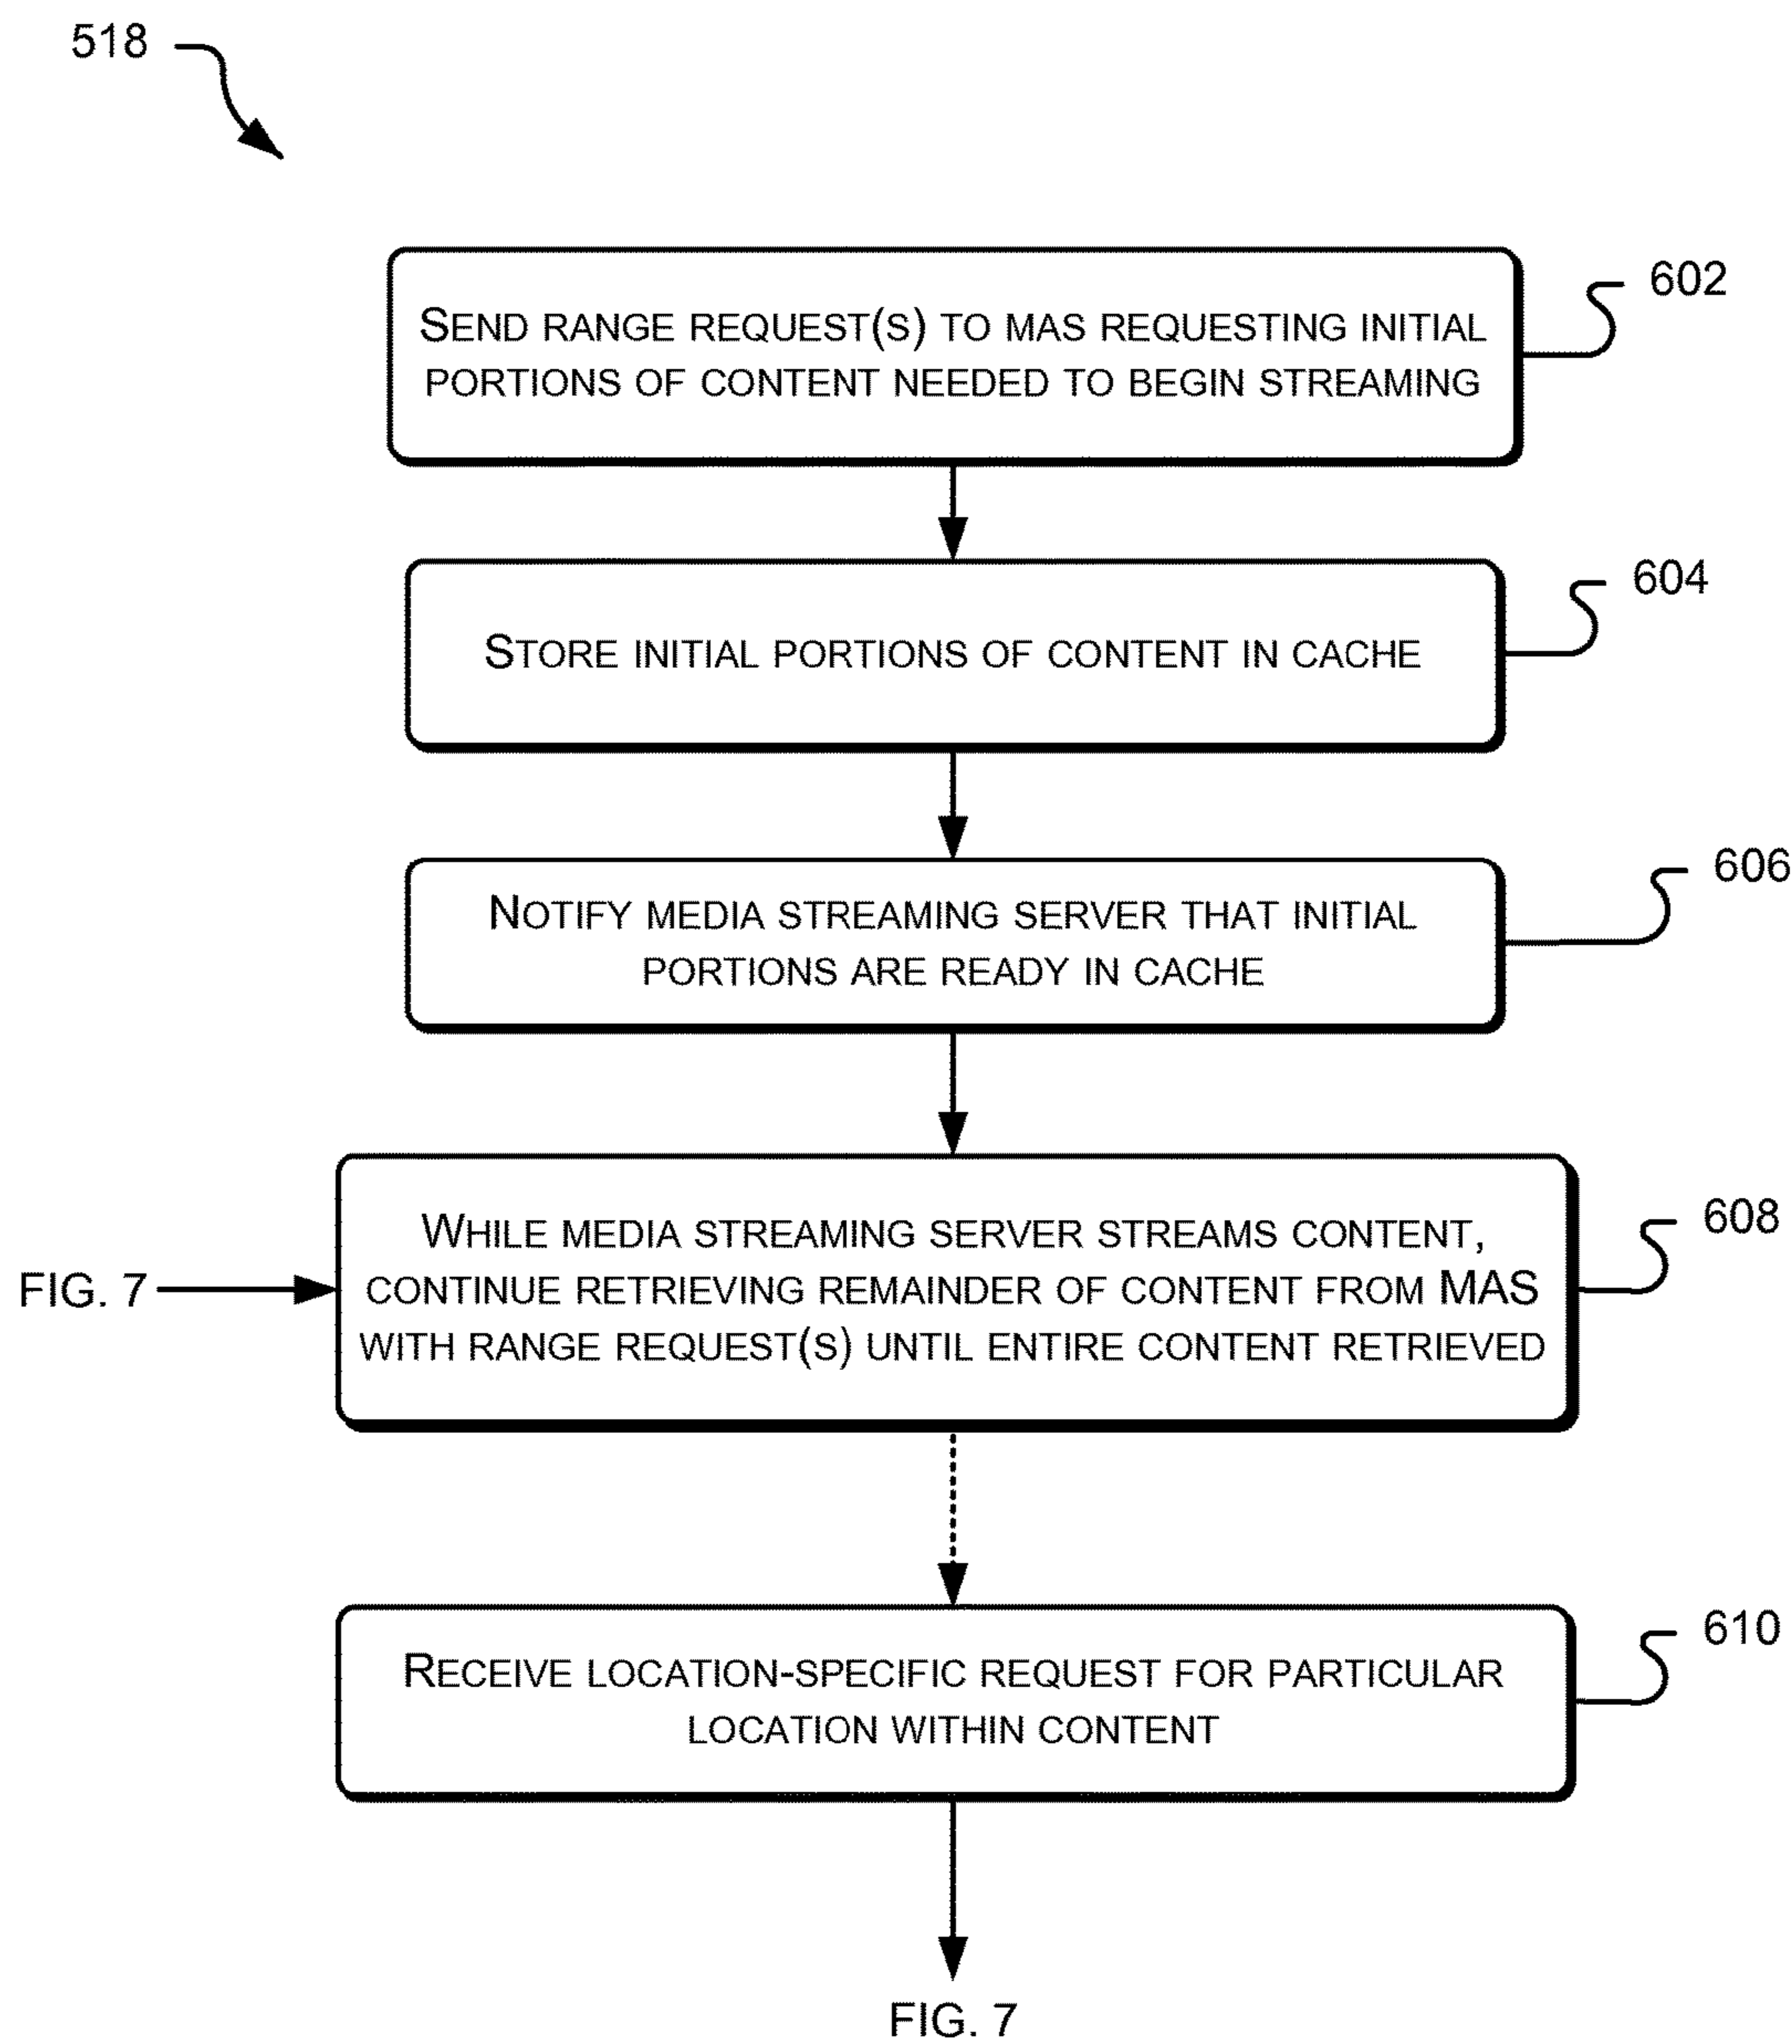 518
602
SEND RANGE REQUEST(S) TO MAS REQUESTING INITIAL
PORTIONS OF CONTENT NEEDED TO BEGIN STREAMING
604
STORE INITIAL PORTIONS OF CONTENT IN CACHE
606
NOTIFY MEDIA STREAMING SERVER THAT INITIAL
PORTIONS ARE READY IN CACHE
608
WHILE MEDIA STREAMING SERVER STREAMS CONTENT,
CONTINUE RETRIEVING REMAINDER OF CONTENT FROM MAS
WITH RANGE REQUEST(S) UNTIL ENTIRE CONTENT RETRIEVED
FIG. 7
610
RECEIVE LOCATION-SPECIFIC REQUEST FOR PARTICULAR
LOCATION WITHIN CONTENT
FIG. 7